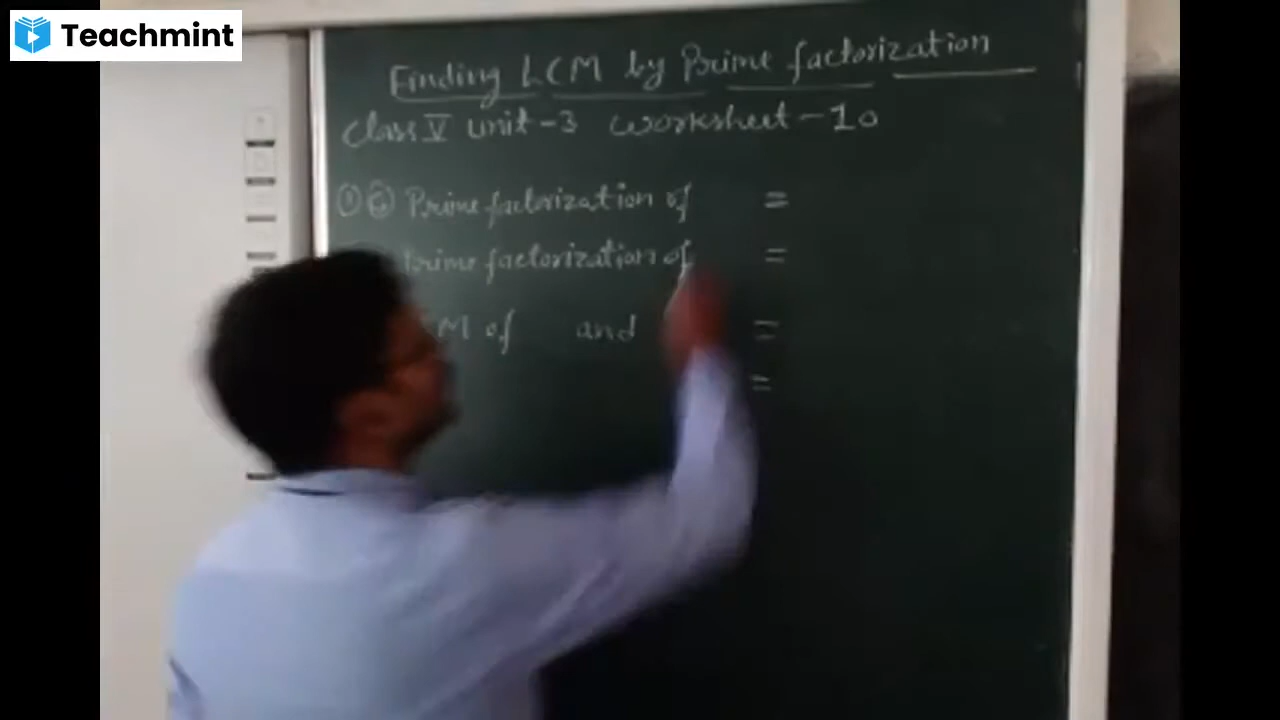 Teachmint
Finding LCM by Prime factorization
Class V unit-3 worksheet-10
① ⓐ Prime factorization of =
Prime factorization of =
M of and =
=